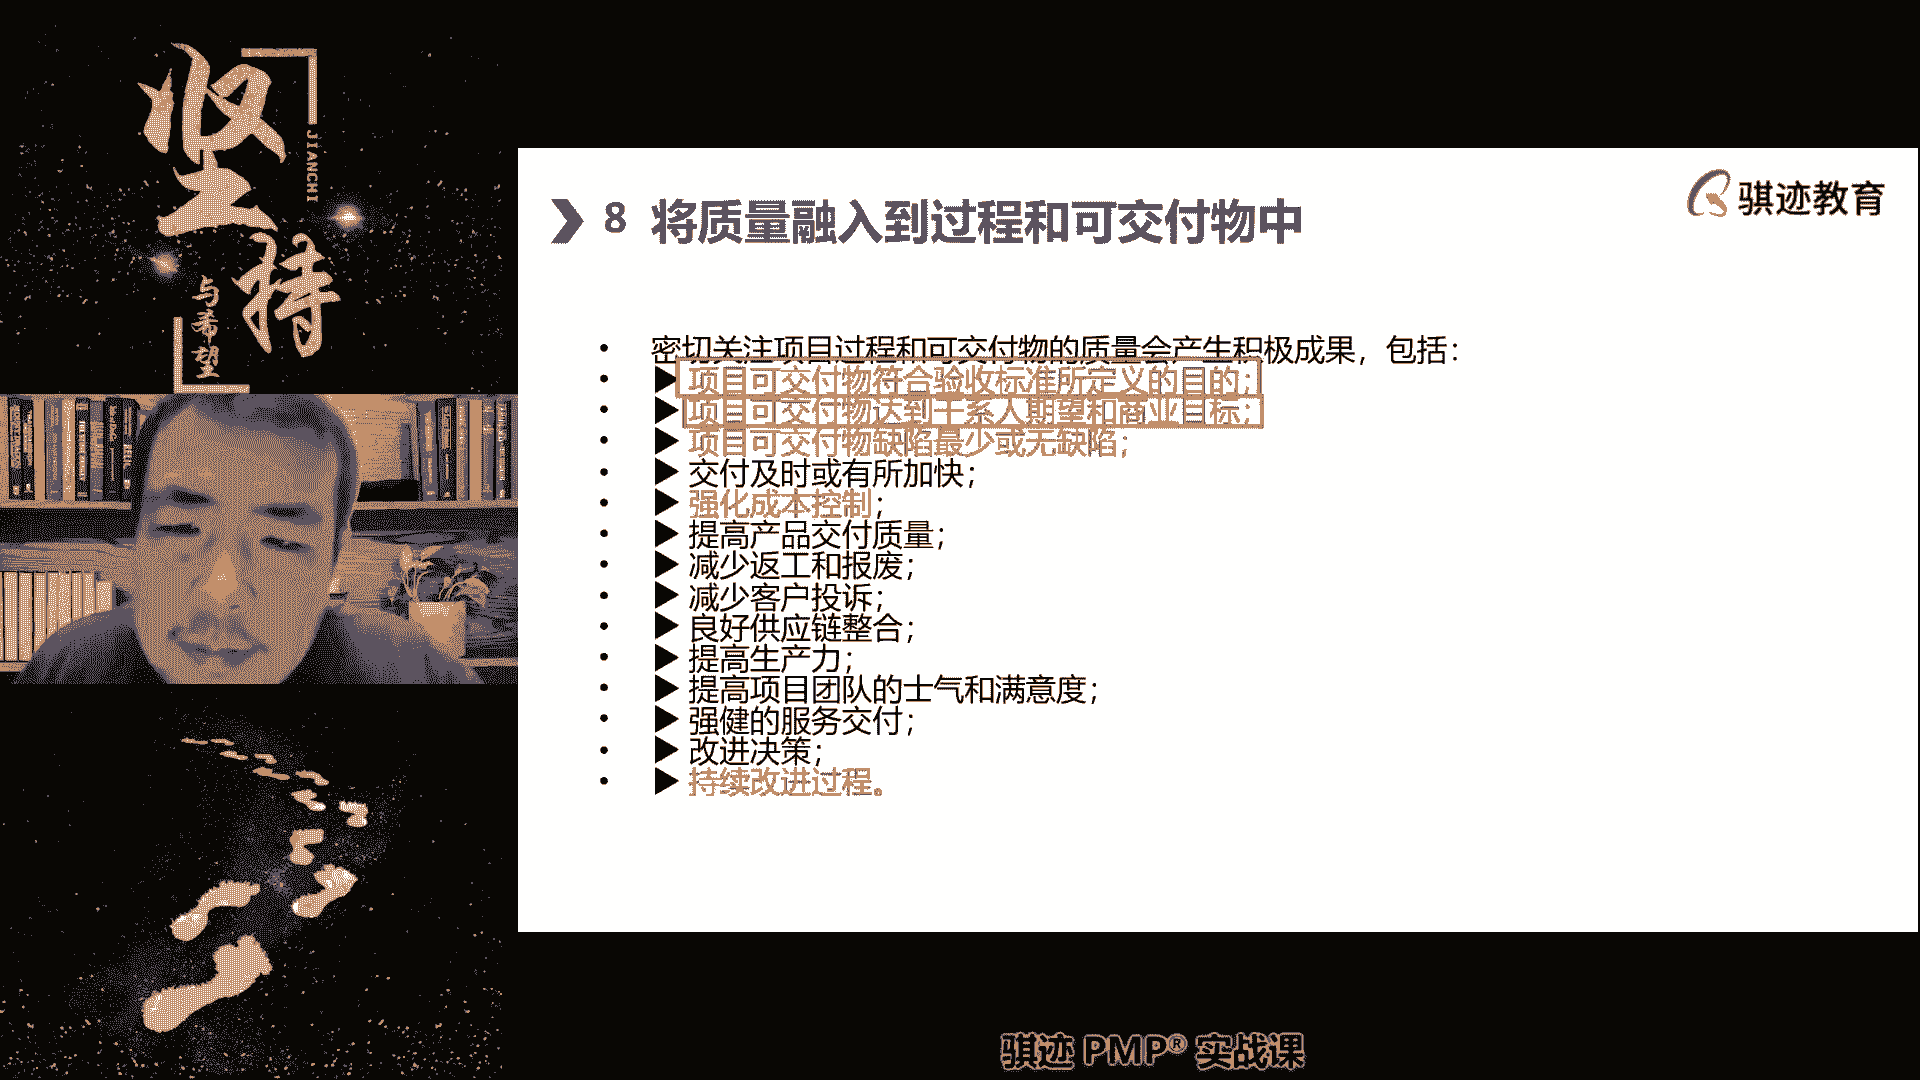 坚持
JIANCHI
与希望
骐迹教育
8 将质量融入到过程和可交付物中
密切关注项目过程和可交付物的质量会产生积极成果，包括：
项目可交付物符合验收标准所定义的目的；
项目可交付物达到干系人期望和商业目标；
项目可交付物缺陷最少或无缺陷；
交付及时或有所加快；
强化成本控制；
提高产品交付质量；
减少返工和报废；
减少客户投诉；
良好供应链整合；
提高生产力；
提高项目团队的士气和满意度；
强健的服务交付；
改进决策；
持续改进过程。
骐迹 PMP® 实战课